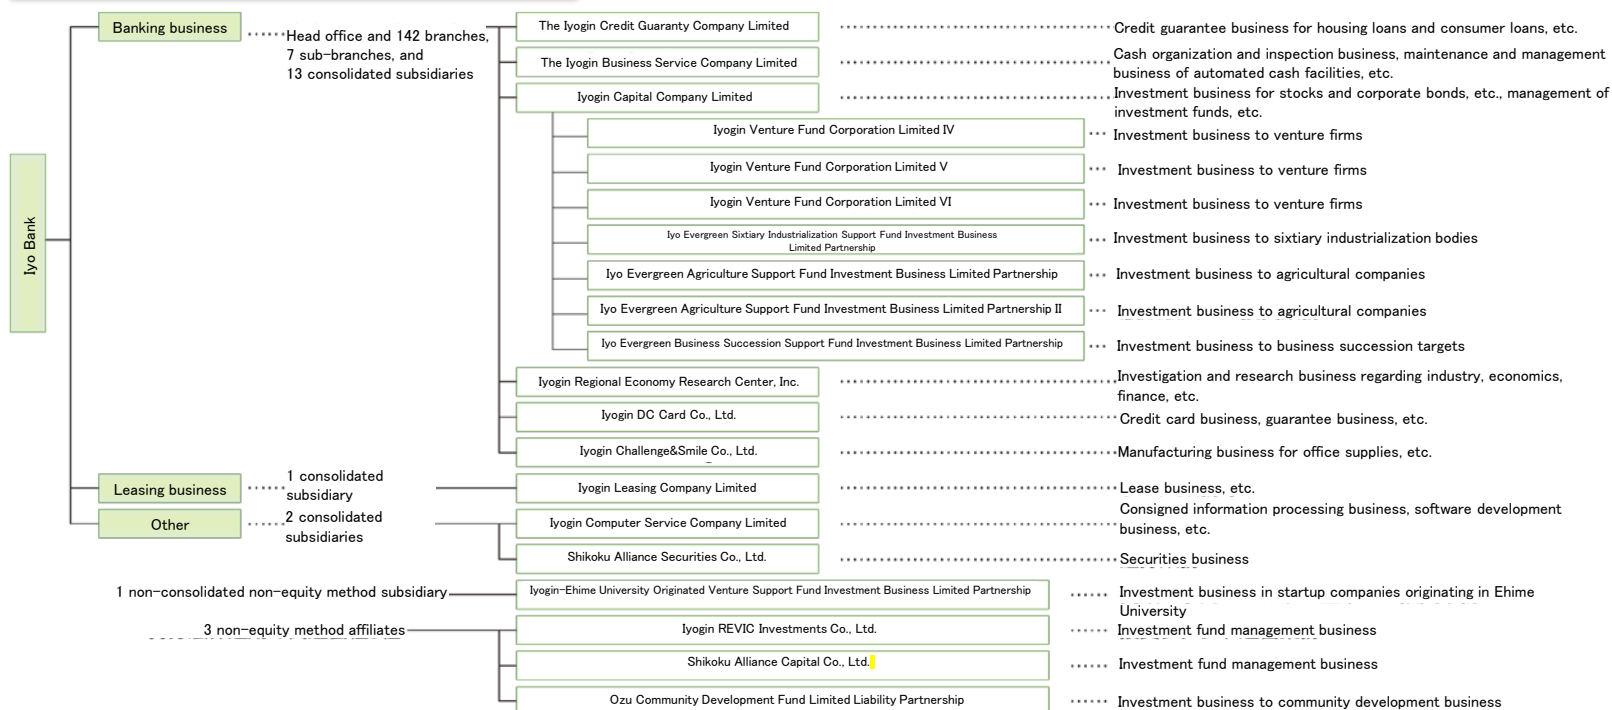 Iyo Bank
Banking business
Head office and 142 branches,
7 sub-branches, and
13 consolidated subsidiaries
The Iyogin Credit Guaranty Company Limited
Credit guarantee business for housing loans and consumer loans, etc.
The Iyogin Business Service Company Limited
Cash organization and inspection business, maintenance and management
business of automated cash facilities, etc.
Iyogin Capital Company Limited
Investment business for stocks and corporate bonds, etc., management of
investment funds, etc.
Iyogin Venture Fund Corporation Limited IV
Investment business to venture firms
Iyogin Venture Fund Corporation Limited V
Investment business to venture firms
Iyogin Venture Fund Corporation Limited VI
Investment business to venture firms
Iyo Evergreen Sixtiary Industrialization Support Fund Investment Business
Limited Partnership
Investment business to sixtiary industrialization bodies
Iyo Evergreen Agriculture Support Fund Investment Business Limited Partnership
Investment business to agricultural companies
Iyo Evergreen Agriculture Support Fund Investment Business Limited Partnership II
Investment business to agricultural companies
Iyo Evergreen Business Succession Support Fund Investment Business Limited Partnership
Investment business to business succession targets
Iyogin Regional Economy Research Center, Inc.
Investigation and research business regarding industry, economics,
finance, etc.
Iyogin DC Card Co., Ltd.
Credit card business, guarantee business, etc.
Iyogin Challenge&Smile Co., Ltd.
Manufacturing business for office supplies, etc.
Leasing business
1 consolidated
subsidiary
Iyogin Leasing Company Limited
Lease business, etc.
Other
2 consolidated
subsidiaries
Iyogin Computer Service Company Limited
Consigned information processing business, software development
business, etc.
Shikoku Alliance Securities Co., Ltd.
Securities business
1 non-consolidated non-equity method subsidiary
Iyogin-Ehime University Originated Venture Support Fund Investment Business Limited Partnership
Investment business in startup companies originating in Ehime
University
3 non-equity method affiliates
Iyogin REVIC Investments Co., Ltd.
Investment fund management business
Shikoku Alliance Capital Co., Ltd.
Investment fund management business
Ozu Community Development Fund Limited Liability Partnership
Investment business to community development business